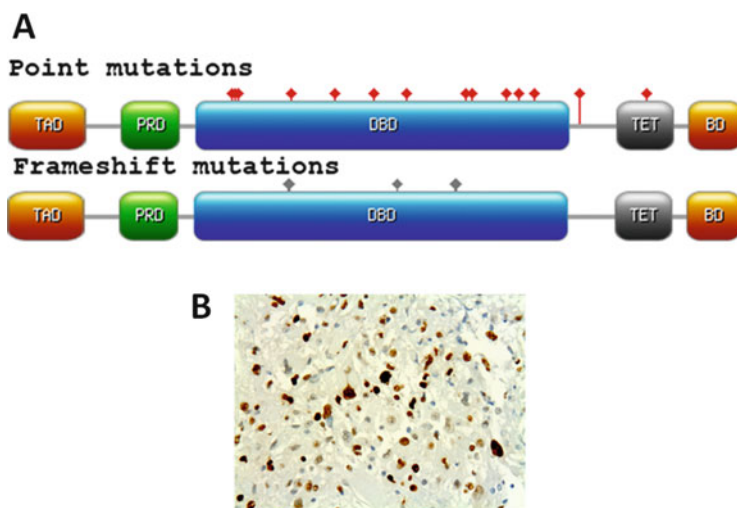 A
Point mutations
TAD PRD DBD TET BD
Frameshift mutations
TAD PRD DBD TET BD
B